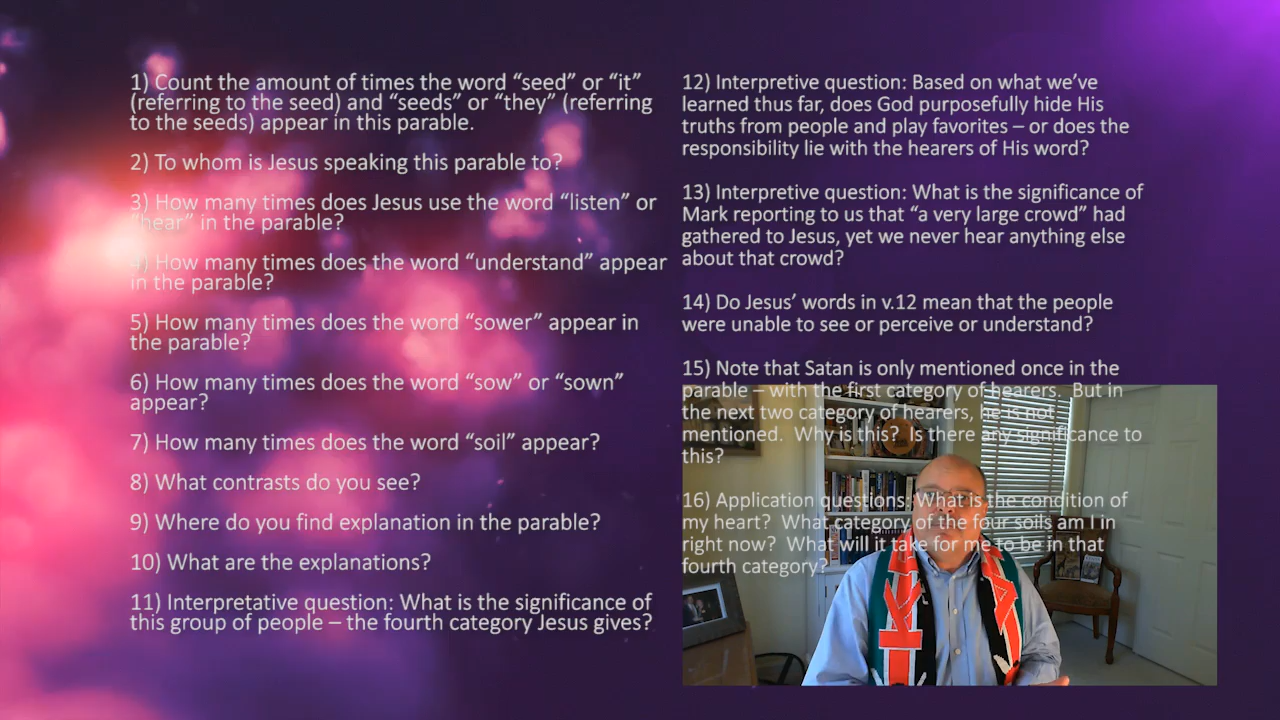 1) Count the amount of times the word “seed” or “it”
(referring to the seed) and “seeds” or “they” (referring
to the seeds) appear in this parable.
2) To whom is Jesus speaking this parable to?
3) How many times does Jesus use the word “listen” or
“hear” in the parable?
4) How many times does the word “understand” appear
in the parable?
5) How many times does the word “sower” appear in
the parable?
6) How many times does the word “sow” or “sown”
appear?
7) How many times does the word “soil” appear?
8) What contrasts do you see?
9) Where do you find explanation in the parable?
10) What are the explanations?
11) Interpretative question: What is the significance of
this group of people – the fourth category Jesus gives?
12) Interpretive question: Based on what we’ve
learned thus far, does God purposefully hide His
truths from people and play favorites – or does the
responsibility lie with the hearers of His word?
13) Interpretive question: What is the significance of
Mark reporting to us that “a very large crowd” had
gathered to Jesus, yet we never hear anything else
about that crowd?
14) Do Jesus’ words in v.12 mean that the people
were unable to see or perceive or understand?
15) Note that Satan is only mentioned once in the
parable – with the first category of hearers. But in
the next two category of hearers, he is not
mentioned. Why is this? Is there any significance to
this?
16) Application questions: What is the condition of
my heart? What category of the four soils am I in
right now? What will it take for me to be in that
fourth category?